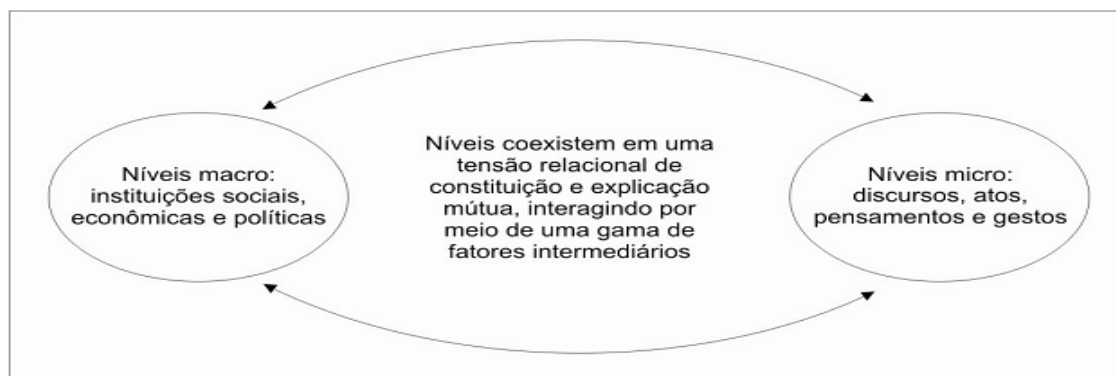 Níveis macro:
instituições sociais,
econômicas e políticas
Níveis coexistem em uma
tensão relacional de
constituição e explicação
mútua, interagindo por
meio de uma gama de
fatores intermediários
Níveis micro:
discursos, atos,
pensamentos e gestos